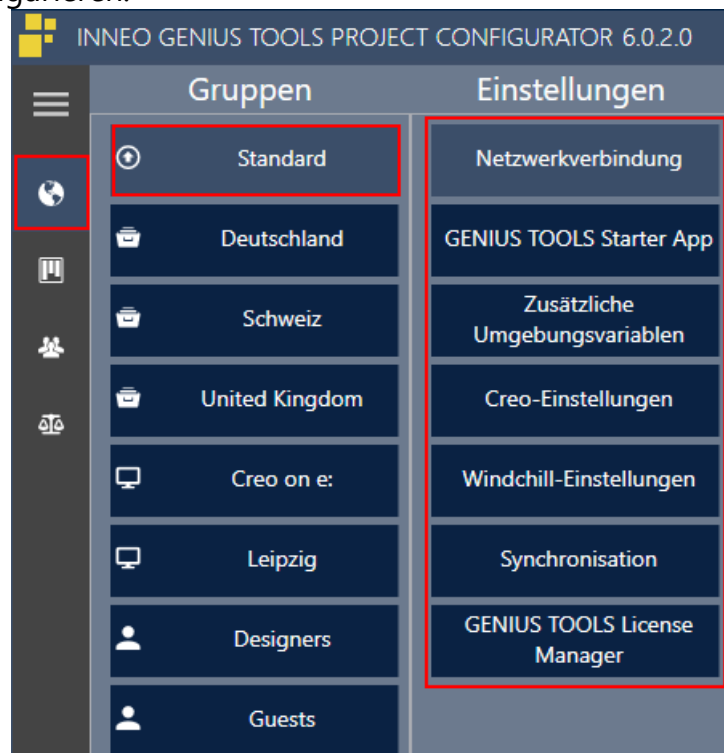 INNEO GENIUS TOOLS PROJECT CONFIGURATOR 6.0.2.0
Gruppen
Einstellungen
Standard
Netzwerkverbindung
Deutschland
GENIUS TOOLS Starter App
Schweiz
Zusätzliche
Umgebungsvariablen
United Kingdom
Creo-Einstellungen
Creo on e:
Windchill-Einstellungen
Leipzig
Synchronisation
Designers
GENIUS TOOLS License
Manager
Guests